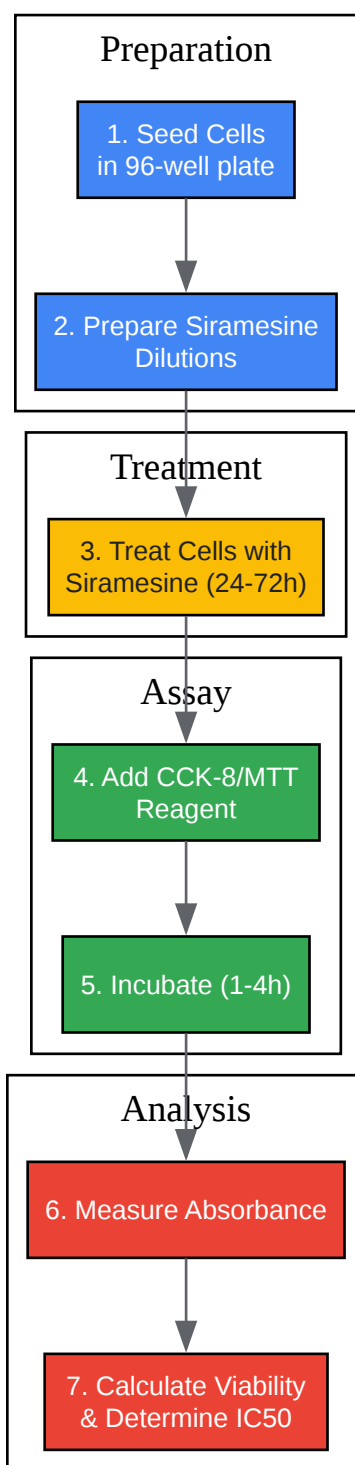 Preparation
1. Seed Cells
in 96-well plate
2. Prepare Siramesine
Dilutions
Treatment
3. Treat Cells with
Siramesine (24-72h)
Assay
4. Add CCK-8/MTT
Reagent
5. Incubate (1-4h)
Analysis
6. Measure Absorbance
7. Calculate Viability
& Determine IC50